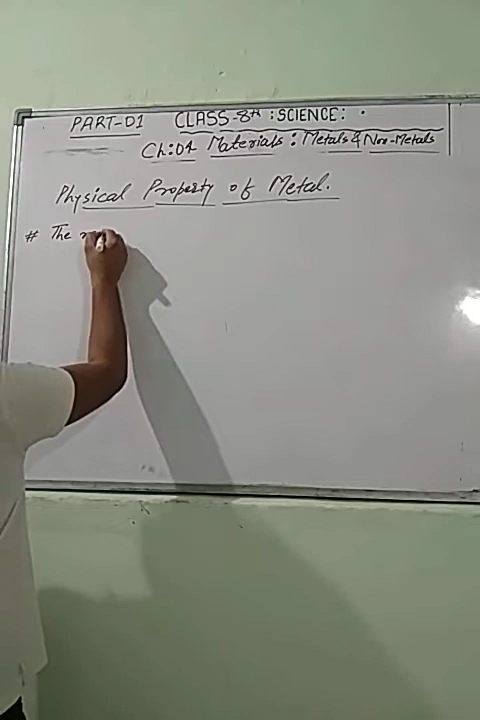 PART-01 CLASS-8th : SCIENCE:
Ch:04 Materials: Metals & Non-Metals
Physical Property of Metal.
# The